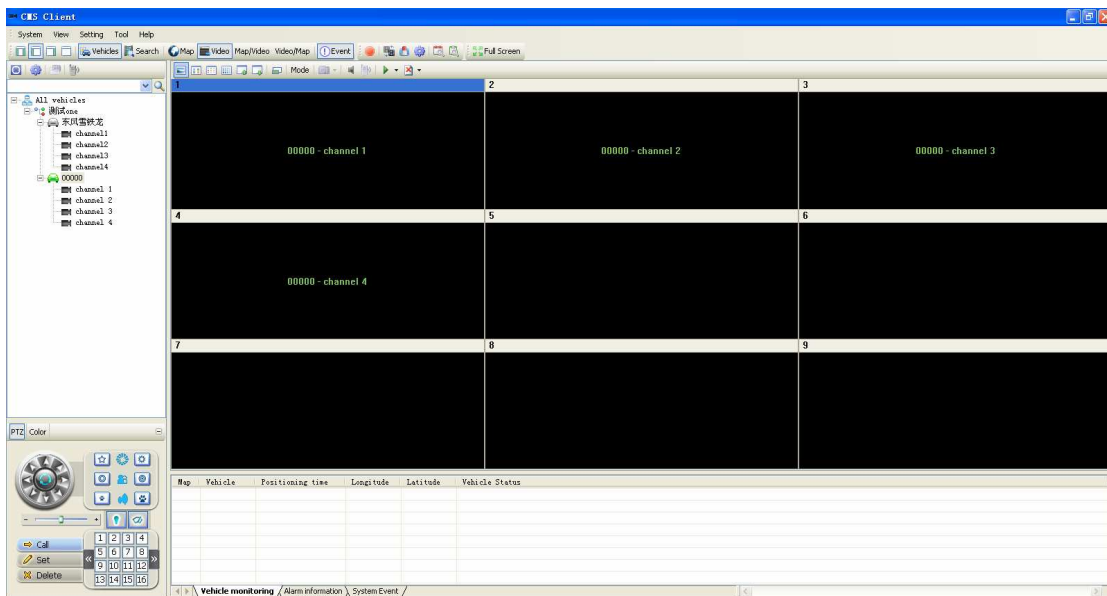 CMS Client
System View Setting Tool Help
Vehicles Search Map Video Map/Video Video/Map Event Full Screen
Mode
1 2 3
All vehicles
测试one
东风雪铁龙
channel1
channel2
channel3
channel4
00000
channel 1
channel 2
channel 3
channel 4
00000 - channel 1 00000 - channel 2 00000 - channel 3
4 5 6
00000 - channel 4
7 8 9
PTZ Color
- +
Call
Set
Delete
1 2 3 4
5 6 7 8
9 10 11 12
13 14 15 16
Map Vehicle Positioning time Longitude Latitude Vehicle Status
Vehicle monitoring Alarm information System Event